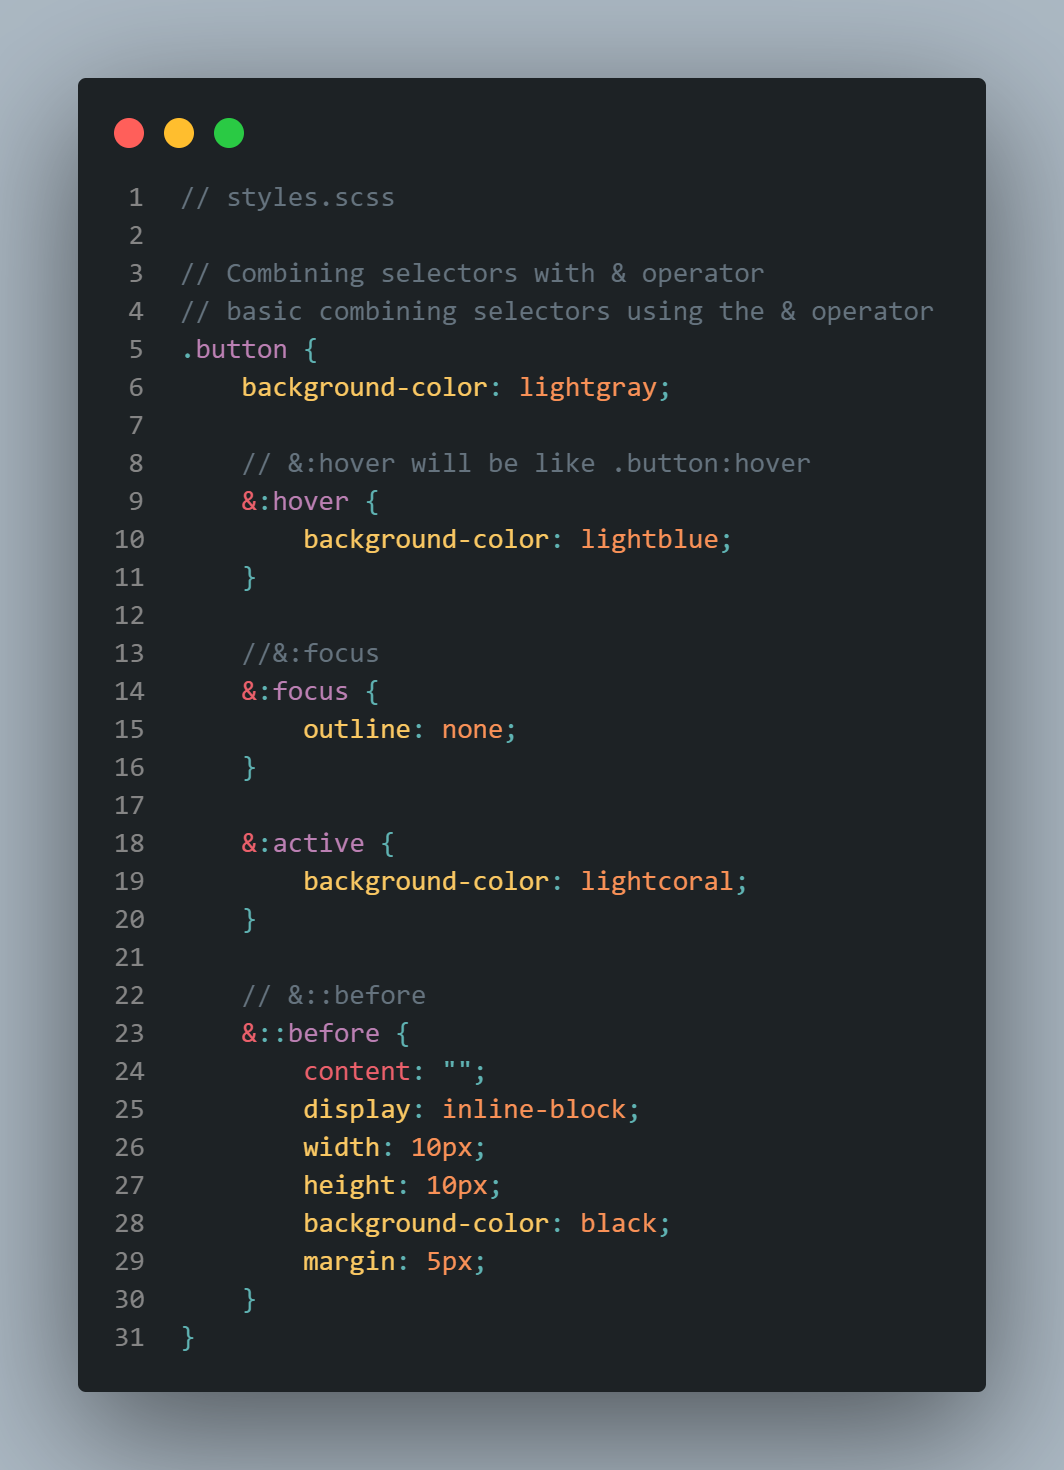 1 // styles.scss
2
3 // Combining selectors with & operator
4 // basic combining selectors using the & operator
5 .button {
6     background-color: lightgray;
7
8     // &:hover will be like .button:hover
9     &:hover {
10         background-color: lightblue;
11     }
12
13     //&:focus
14     &:focus {
15         outline: none;
16     }
17
18     &:active {
19         background-color: lightcoral;
20     }
21
22     // &::before
23     &::before {
24         content: "";
25         display: inline-block;
26         width: 10px;
27         height: 10px;
28         background-color: black;
29         margin: 5px;
30     }
31 }